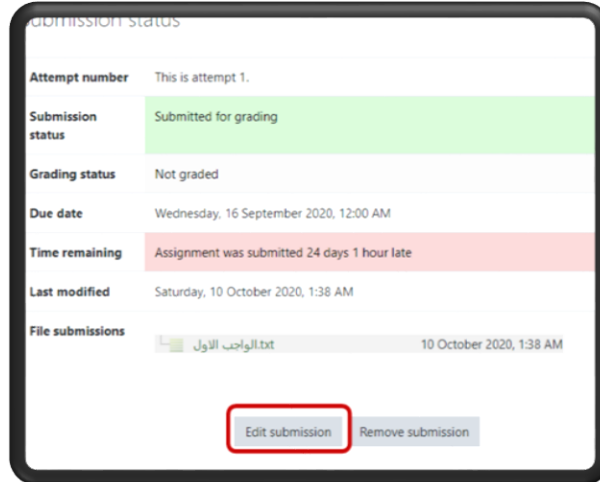 Submission status
Attempt number This is attempt 1.
Submission status Submitted for grading
Grading status Not graded
Due date Wednesday, 16 September 2020, 12:00 AM
Time remaining Assignment was submitted 24 days 1 hour late
Last modified Saturday, 10 October 2020, 1:38 AM
File submissions
الواجب الاول.txt 10 October 2020, 1:38 AM
Edit submission Remove submission